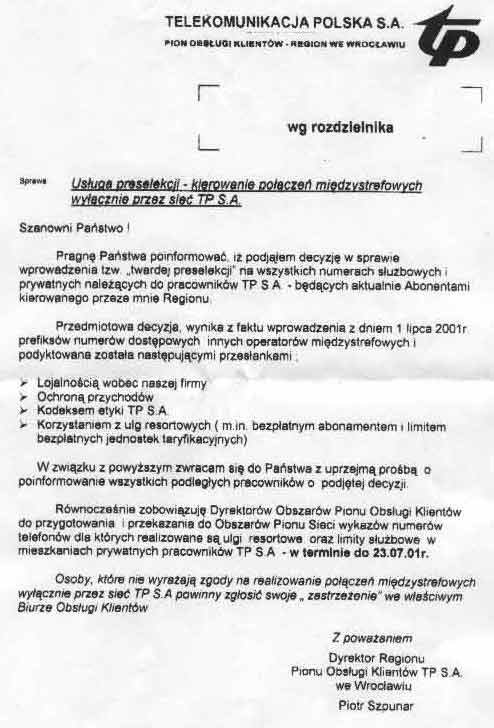 TELEKOMUNIKACJA POLSKA S.A.
PION OBSŁUGI KLIENTÓW - REGION WE WROCŁAWIU
tp
wg rozdzielnika
Sprawa Usługa preselekcji - kierowanie połączeń międzystrefowych
wyłącznie przez sieć TP S.A.
Szanowni Państwo !
Pragnę Państwa poinformować, iż podjąłem decyzję w sprawie
wprowadzenia tzw. „twardej preselekcji" na wszystkich numerach służbowych i
prywatnych należących do pracowników TP S.A. - będących aktualnie Abonentami
kierowanego przeze mnie Regionu.
Przedmiotowa decyzja, wynika z faktu wprowadzenia z dniem 1 lipca 2001r.
prefiksów numerów dostępowych innych operatorów międzystrefowych i
podyktowana została następującymi przesłankami :
➢ Lojalnością wobec naszej firmy
➢ Ochroną przychodów
➢ Kodeksem etyki TP S.A.
➢ Korzystaniem z ulg resortowych ( m.in. bezpłatnym abonamentem i limitem
bezpłatnych jednostek taryfikacyjnych)
W związku z powyższym zwracam się do Państwa z uprzejmą prośbą o
poinformowanie wszystkich podległych pracowników o podjętej decyzji.
Równocześnie zobowiązuję Dyrektorów Obszarów Pionu Obsługi Klientów
do przygotowania i przekazania do Obszarów Pionu Sieci wykazów numerów
telefonów dla których realizowane są ulgi resortowe oraz limity służbowe w
mieszkaniach prywatnych pracowników TP S.A - w terminie do 23.07.01r.
Osoby, które nie wyrażają zgody na realizowanie połączeń międzystrefowych
wyłącznie przez sieć TP S.A powinny zgłosić swoje „ zastrzeżenie" we właściwym
Biurze Obsługi Klientów
Z poważaniem
Dyrektor Regionu
Pionu Obsługi Klientów TP S.A.
we Wrocławiu
Piotr Szpunar